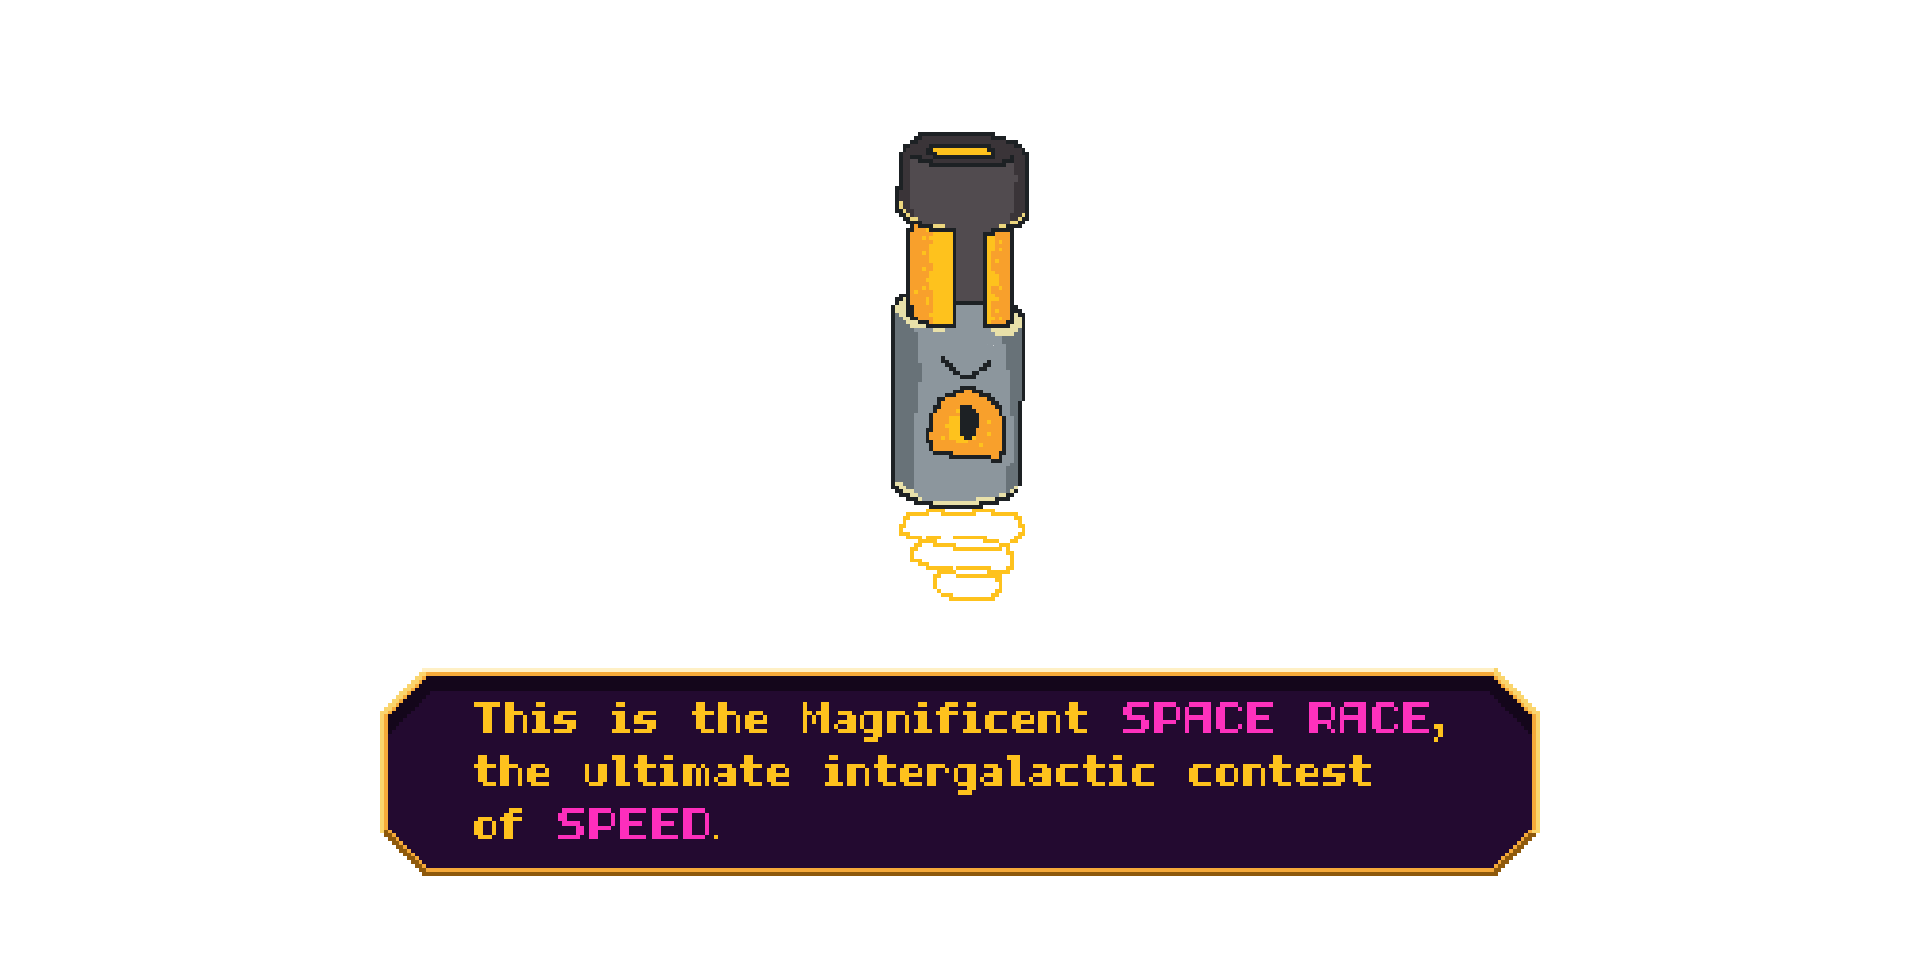 This is the Magnificent SPACE RACE,
the ultimate intergalactic contest
of SPEED.